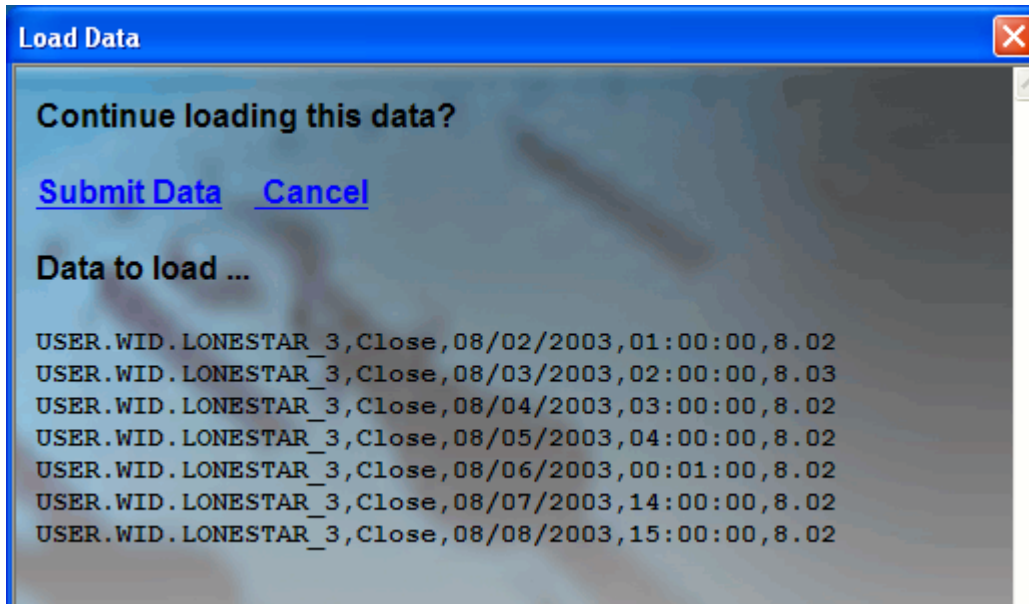 Load Data
Continue loading this data?
Submit Data Cancel
Data to load ...
USER.WID.LONESTAR_3,Close,08/02/2003,01:00:00,8.02
USER.WID.LONESTAR_3,Close,08/03/2003,02:00:00,8.03
USER.WID.LONESTAR_3,Close,08/04/2003,03:00:00,8.02
USER.WID.LONESTAR_3,Close,08/05/2003,04:00:00,8.02
USER.WID.LONESTAR_3,Close,08/06/2003,00:01:00,8.02
USER.WID.LONESTAR_3,Close,08/07/2003,14:00:00,8.02
USER.WID.LONESTAR_3,Close,08/08/2003,15:00:00,8.02